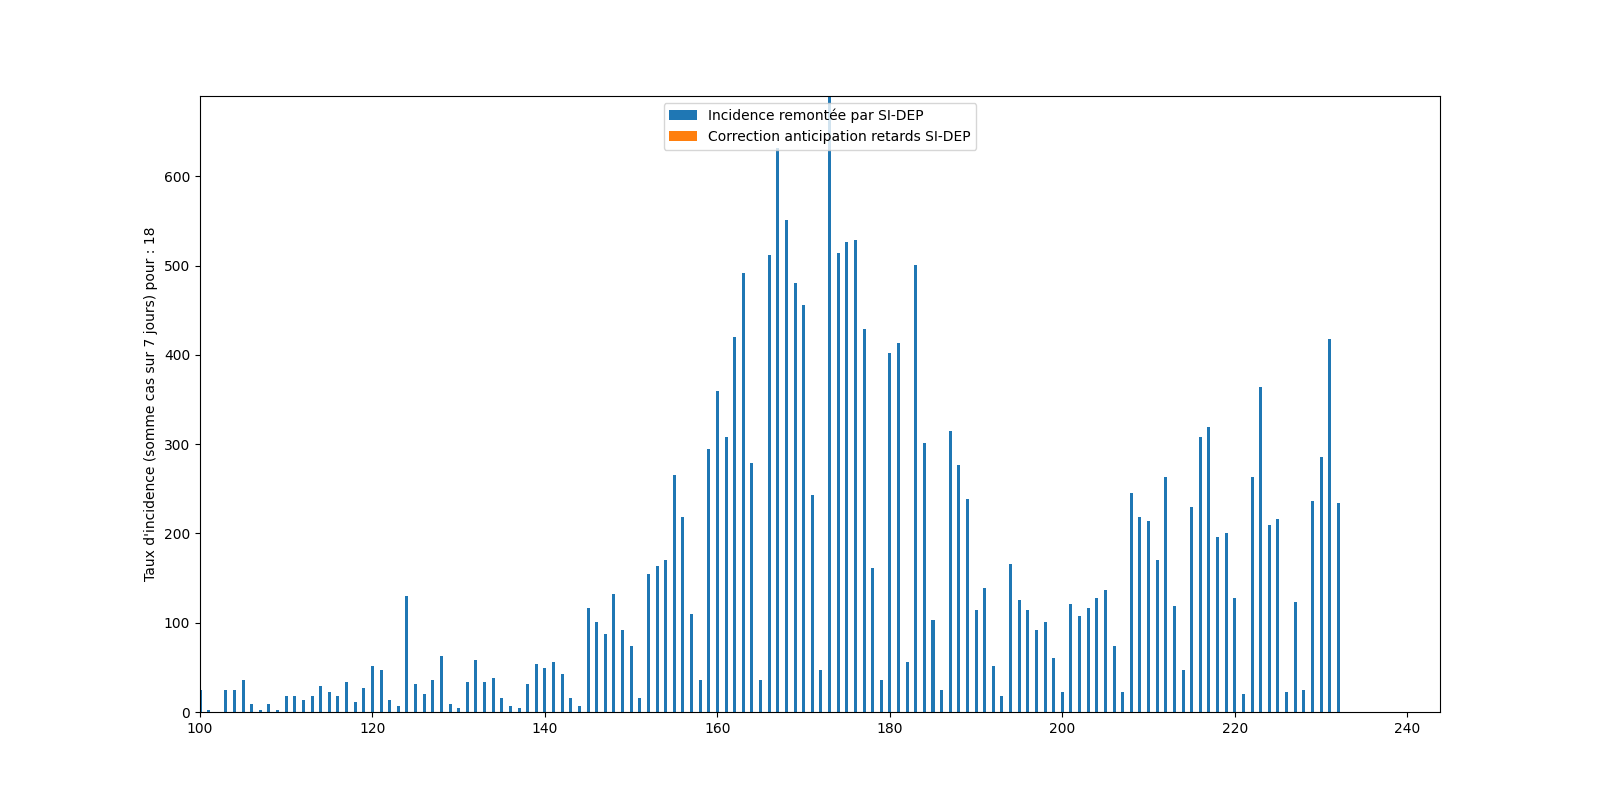 Incidence remontée par SI-DEP
Correction anticipation retards SI-DEP
Taux d'incidence (somme cas sur 7 jours) pour : 18
600
500
400
300
200
100
0
100 120 140 160 180 200 220 240